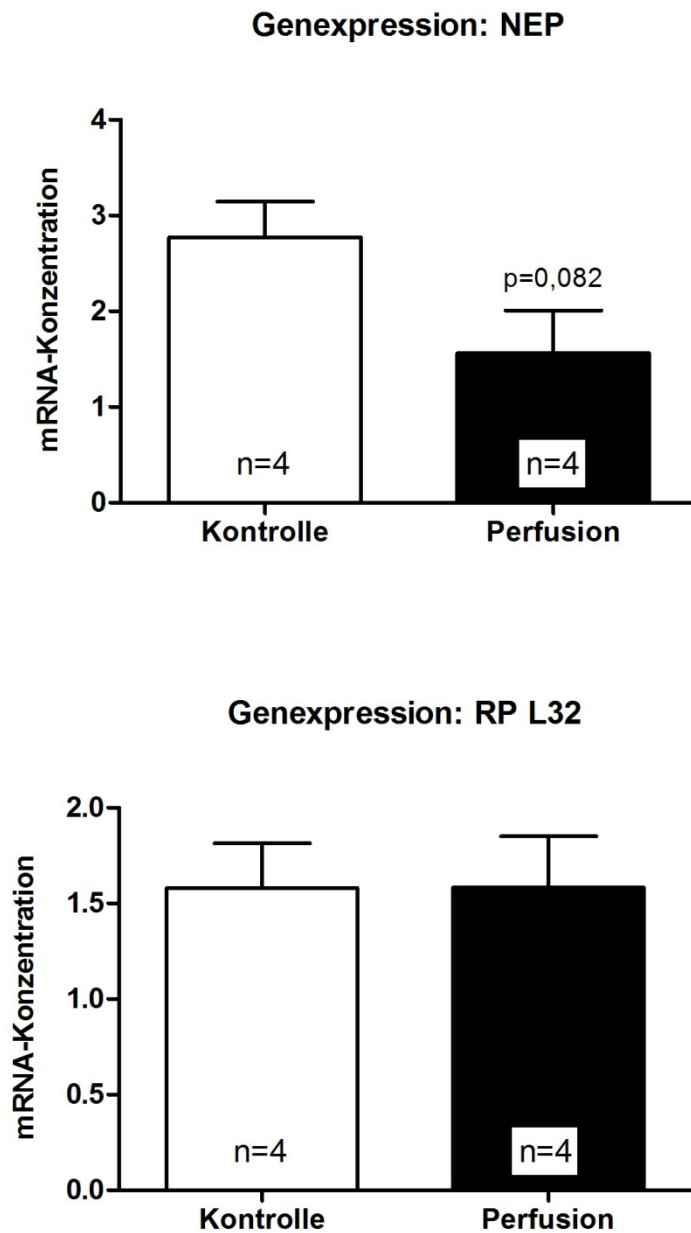 Genexpression: NEP
mRNA-Konzentration
4
3
2
1
0
p=0,082
n=4 n=4
Kontrolle Perfusion
Genexpression: RP L32
mRNA-Konzentration
2.0
1.5
1.0
0.5
0.0
n=4 n=4
Kontrolle Perfusion